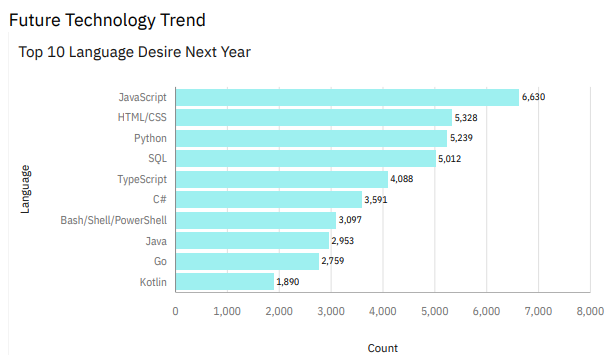 Future Technology Trend
Top 10 Language Desire Next Year
Language
JavaScript 6,630
HTML/CSS 5,328
Python 5,239
SQL 5,012
TypeScript 4,088
C# 3,591
Bash/Shell/PowerShell 3,097
Java 2,953
Go 2,759
Kotlin 1,890
0 1,000 2,000 3,000 4,000 5,000 6,000 7,000 8,000
Count